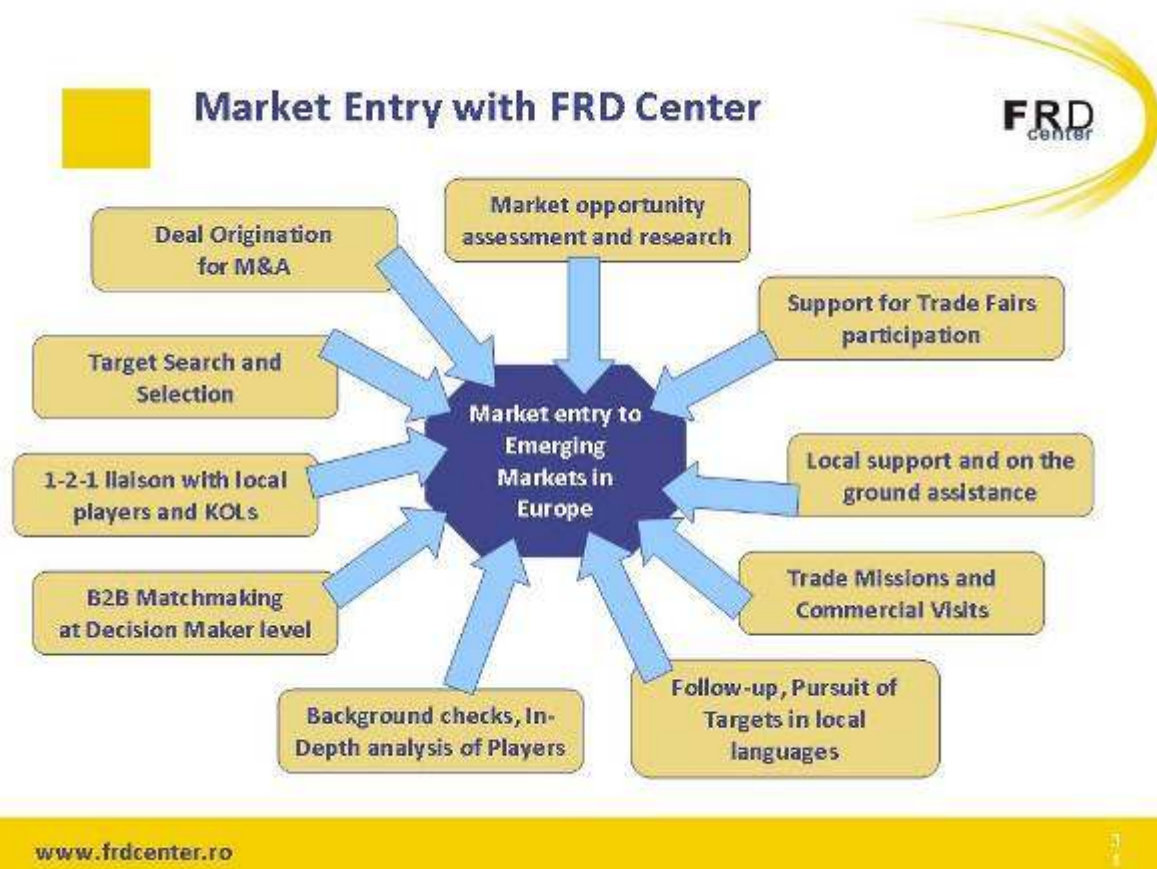 Market Entry with FRD Center
FRD
center
Market opportunity
assessment and research
Deal Origination
for M&A
Support for Trade Fairs
participation
Target Search and
Selection
Market entry to
Emerging
Markets in
Europe
1-2-1 liaison with local
players and KOLs
Local support and on the
ground assistance
B2B Matchmaking
at Decision Maker level
Trade Missions and
Commercial Visits
Background checks, In-
Depth analysis of Players
Follow-up, Pursuit of
Targets in local
languages
www.frdcenter.ro